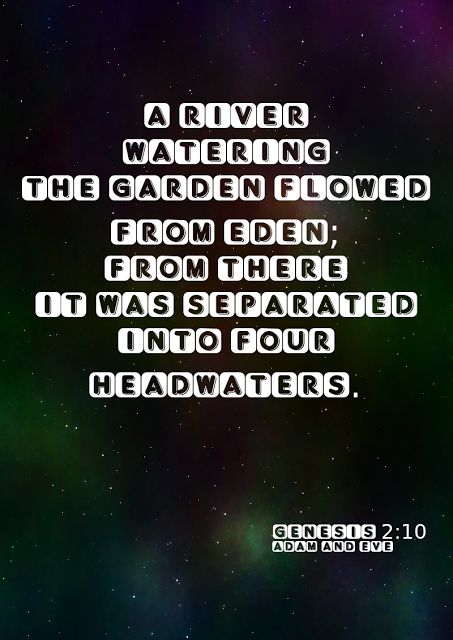 A RIVER
WATERING
THE GARDEN FLOWED
FROM EDEN;
FROM THERE
IT WAS SEPARATED
INTO FOUR
HEADWATERS.
GENESIS 2:10
ADAM AND EVE